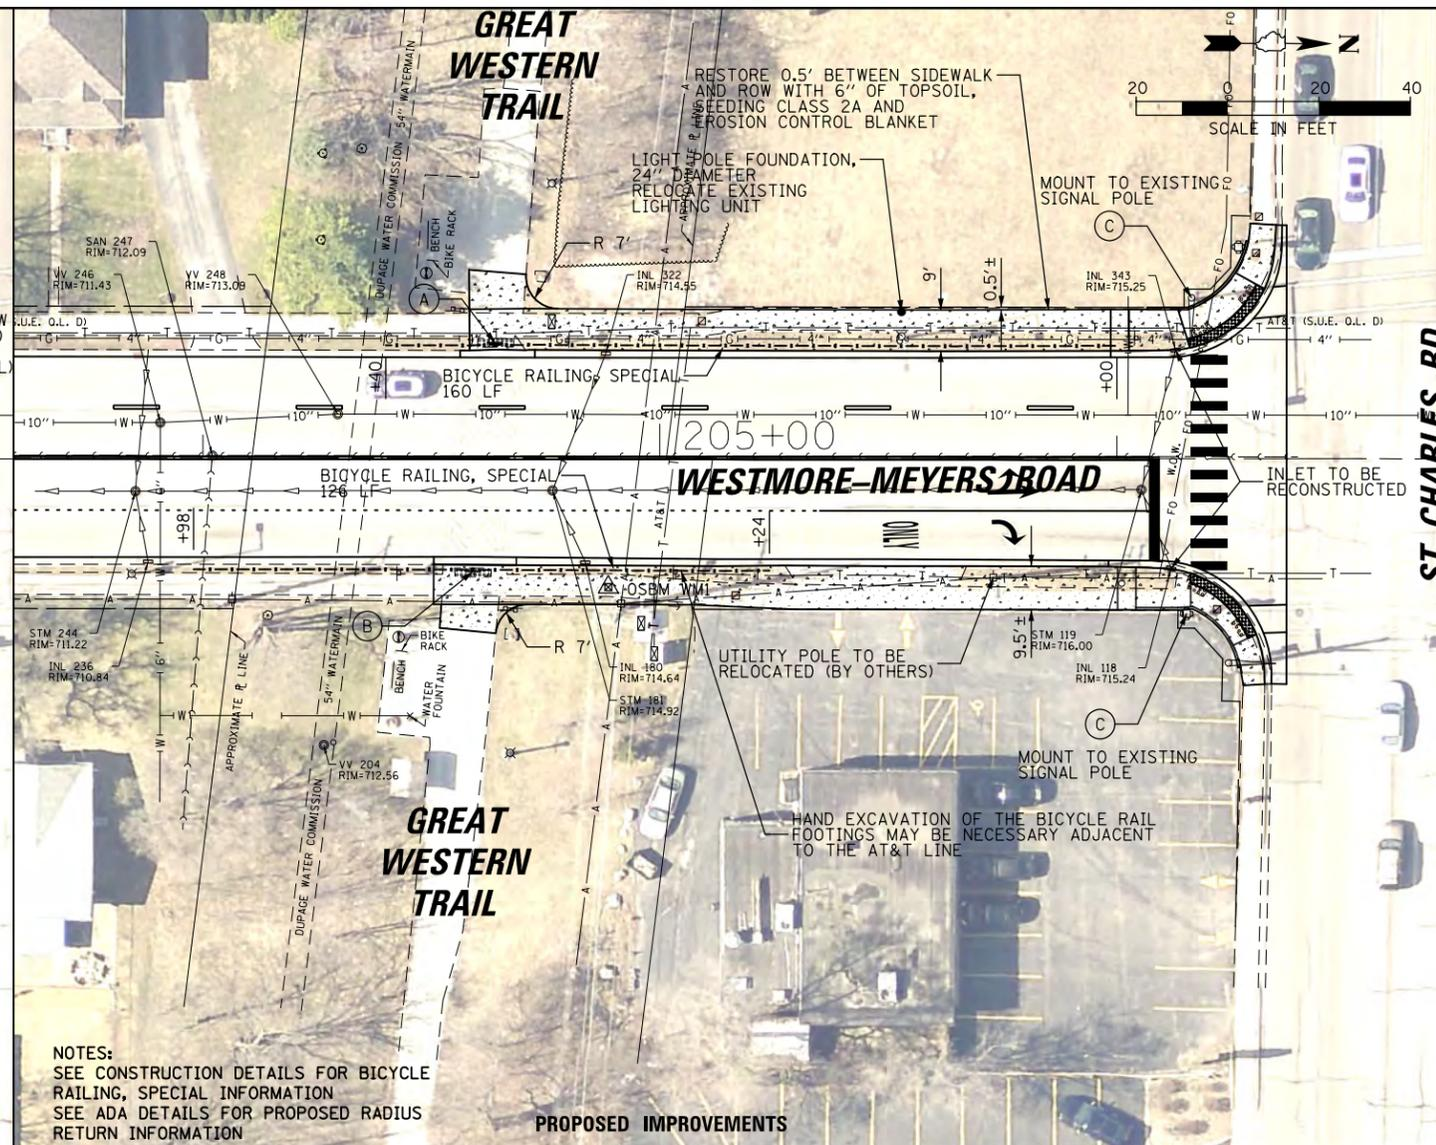 GREAT
WESTERN
TRAIL
N
20 0 20 40
SCALE IN FEET
RESTORE 0.5' BETWEEN SIDEWALK
AND ROW WITH 6" OF TOPSOIL,
SEEDING CLASS 2A AND
EROSION CONTROL BLANKET
LIGHT POLE FOUNDATION,
24" DIAMETER
RELOCATE EXISTING
LIGHTING UNIT
MOUNT TO EXISTING
SIGNAL POLE
C
DUPAGE WATER COMMISSION 54" WATERMAIN
BENCH
BIKE RACK
A
R 7'
SAN 247
RIM=712.09
VV 246
RIM=711.43
VV 248
RIM=713.09
INL 322
RIM=714.55
9'
0.5'±
INL 343
RIM=715.25
S.U.E. Q.L. D)
AT&T (S.U.E. Q.L. D)
+40
BICYCLE RAILING, SPECIAL
160 LF
+00
205+00
WESTMORE-MEYERS ROAD
BICYCLE RAILING, SPECIAL
126 LF
INLET TO BE
RECONSTRUCTED
ST. CHARLES RD
+98
AT&T
+24
ONLY
OSBM WM1
STM 244
RIM=711.22
INL 236
RIM=710.84
B
BIKE
RACK
BENCH
WATER
FOUNTAIN
R 7'
INL 180
RIM=714.64
STM 181
RIM=714.92
UTILITY POLE TO BE
RELOCATED (BY OTHERS)
9.5'±
STM 119
RIM=716.00
INL 118
RIM=715.24
C
MOUNT TO EXISTING
SIGNAL POLE
APPROXIMATE PL LINE
54" WATERMAIN
DUPAGE WATER COMMISSION
VV 204
RIM=712.56
HAND EXCAVATION OF THE BICYCLE RAIL
FOOTINGS MAY BE NECESSARY ADJACENT
TO THE AT&T LINE
GREAT
WESTERN
TRAIL
NOTES:
SEE CONSTRUCTION DETAILS FOR BICYCLE
RAILING, SPECIAL INFORMATION
SEE ADA DETAILS FOR PROPOSED RADIUS
RETURN INFORMATION
PROPOSED IMPROVEMENTS